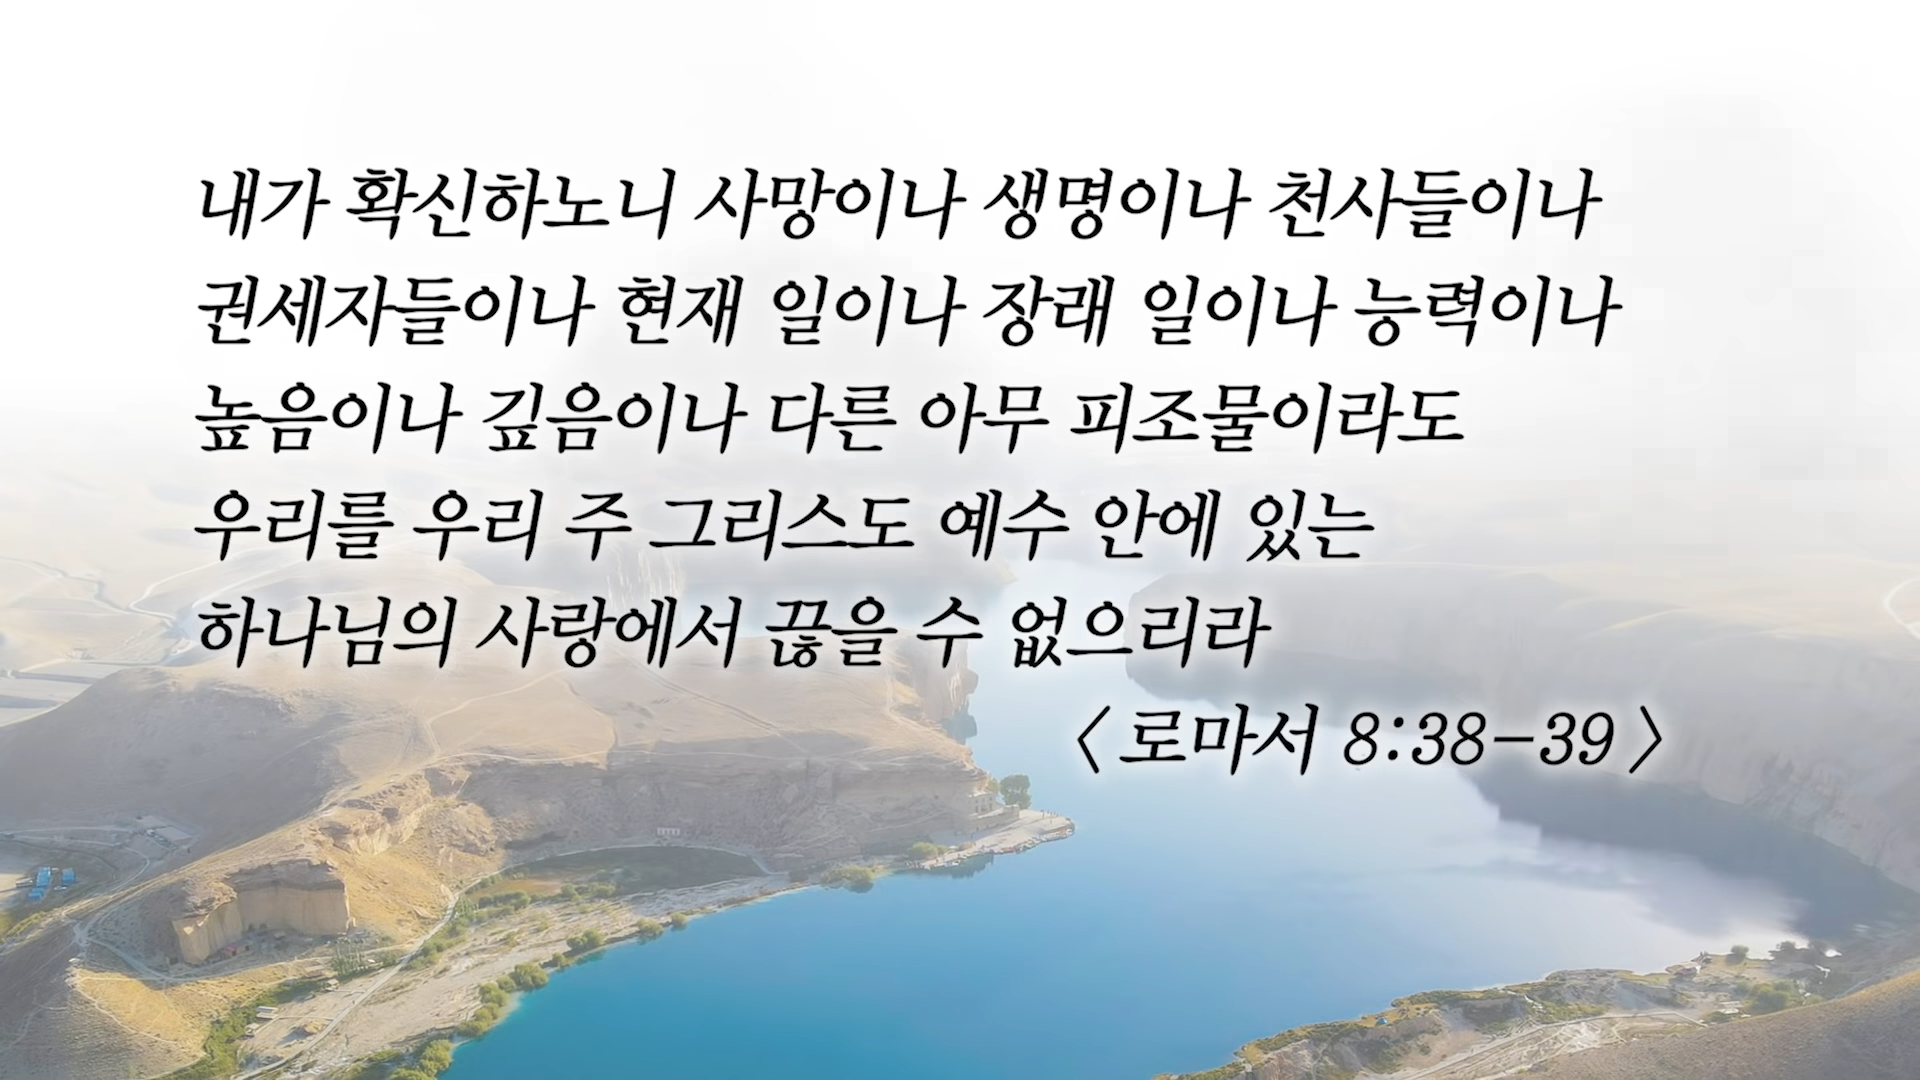 내가 확신하노니 사망이나 생명이나 천사들이나
권세자들이나 현재 일이나 장래 일이나 능력이나
높음이나 깊음이나 다른 아무 피조물이라도
우리를 우리 주 그리스도 예수 안에 있는
하나님의 사랑에서 끊을 수 없으리라
〈 로마서 8:38-39 〉